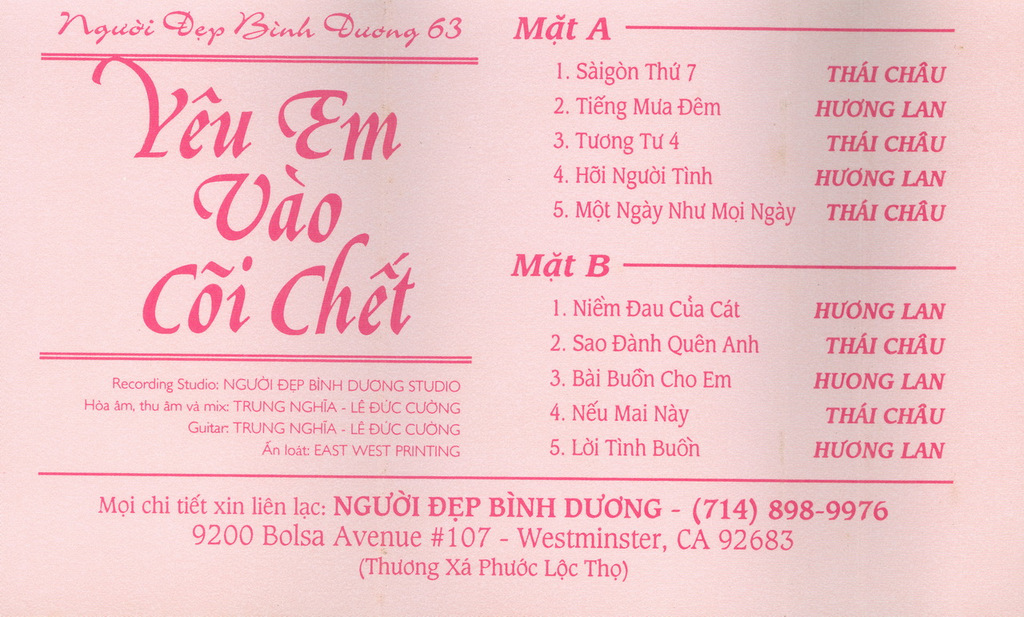 Người Đẹp Bình Dương 63
Yêu Em
Vào
Cõi Chết
Recording Studio: NGƯỜI ĐẸP BÌNH DƯƠNG STUDIO
Hòa âm, thu âm và mix: TRUNG NGHĨA - LÊ ĐỨC CƯỜNG
Guitar: TRUNG NGHĨA - LÊ ĐỨC CƯỜNG
Ấn loát: EAST WEST PRINTING
Mặt A
1. Sàigòn Thứ 7 THÁI CHÂU
2. Tiếng Mưa Đêm HƯƠNG LAN
3. Tương Tư 4 THÁI CHÂU
4. Hỡi Người Tình HƯƠNG LAN
5. Một Ngày Như Mọi Ngày THÁI CHÂU
Mặt B
1. Niềm Đau Của Cát HƯƠNG LAN
2. Sao Đành Quên Anh THÁI CHÂU
3. Bài Buồn Cho Em HUONG LAN
4. Nếu Mai Này THÁI CHÂU
5. Lời Tình Buồn HƯƠNG LAN
Mọi chi tiết xin liên lạc: NGƯỜI ĐẸP BÌNH DƯƠNG - (714) 898-9976
9200 Bolsa Avenue #107 - Westminster, CA 92683
(Thương Xá Phước Lộc Thọ)